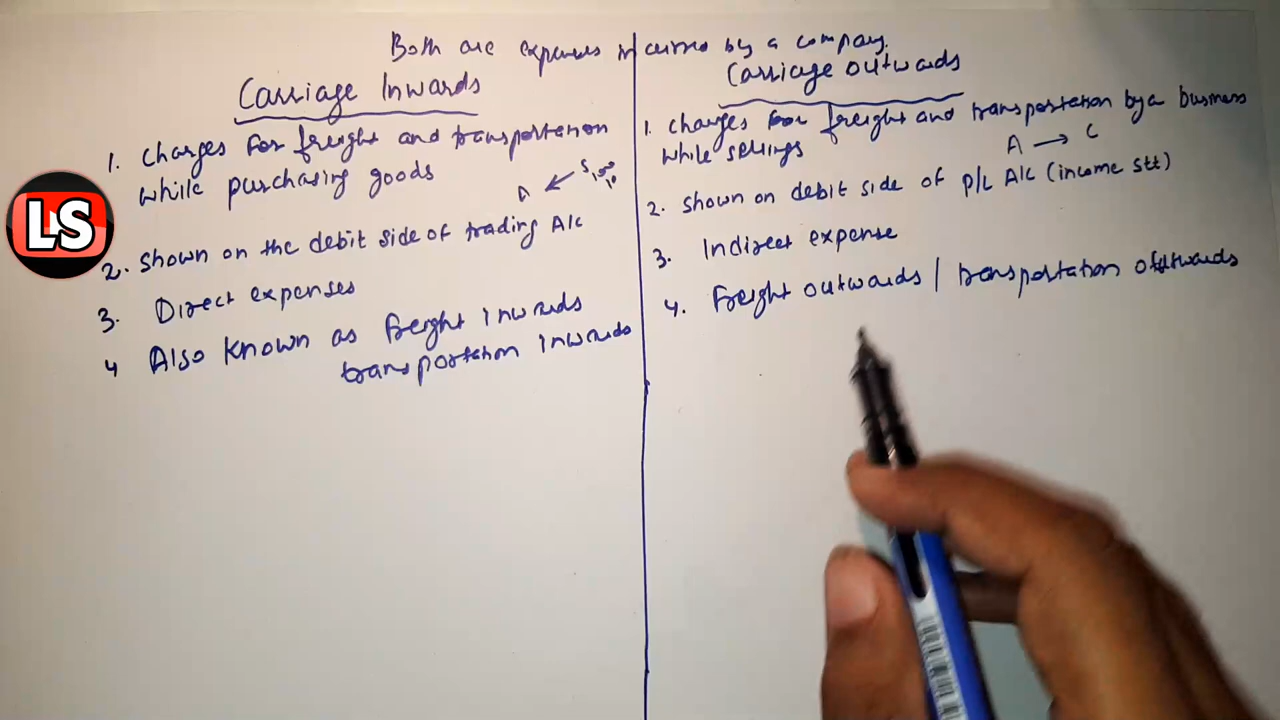 Both are expenses incurred by a company.
Carriage Inwards
1. charges for freight and transportation
while purchasing goods
A ← S 100
10
2. shown on the debit side of trading A/c
3. Direct expenses
4 Also known as freight inwards
transportation inwards
Carriage outwards
1. charges for freight and transportation by a business
while sellings
A → C
2. shown on debit side of P/L A/c (income stt)
3. Indirect expense
4. Freight outwards / transportation outwards
LS